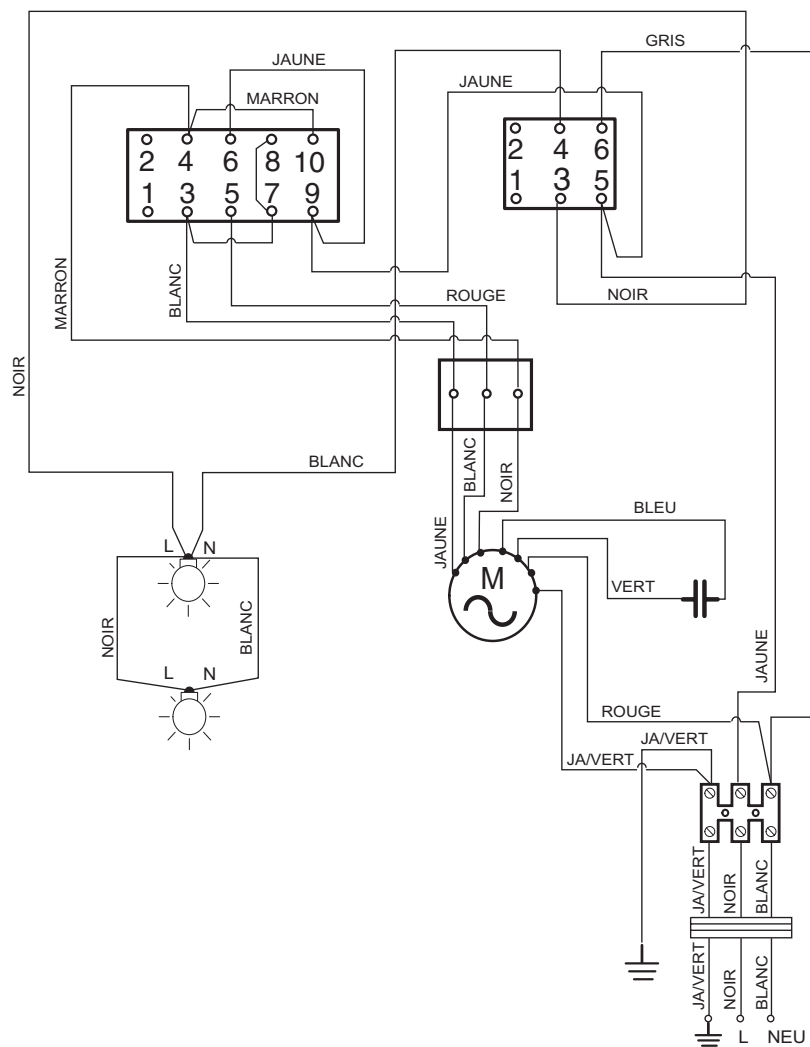 GRIS
JAUNE
JAUNE
MARRON
2 4 6 8 10
1 3 5 7 9
2 4 6
1 3 5
MARRON
BLANC
ROUGE
NOIR
NOIR
BLANC
BLANC
NOIR
JAUNE
BLEU
L N
M
VERT
NOIR
BLANC
JAUNE
L N
ROUGE
JA/VERT
JA/VERT
JA/VERT
NOIR
BLANC
JA/VERT
NOIR
BLANC
L NEU